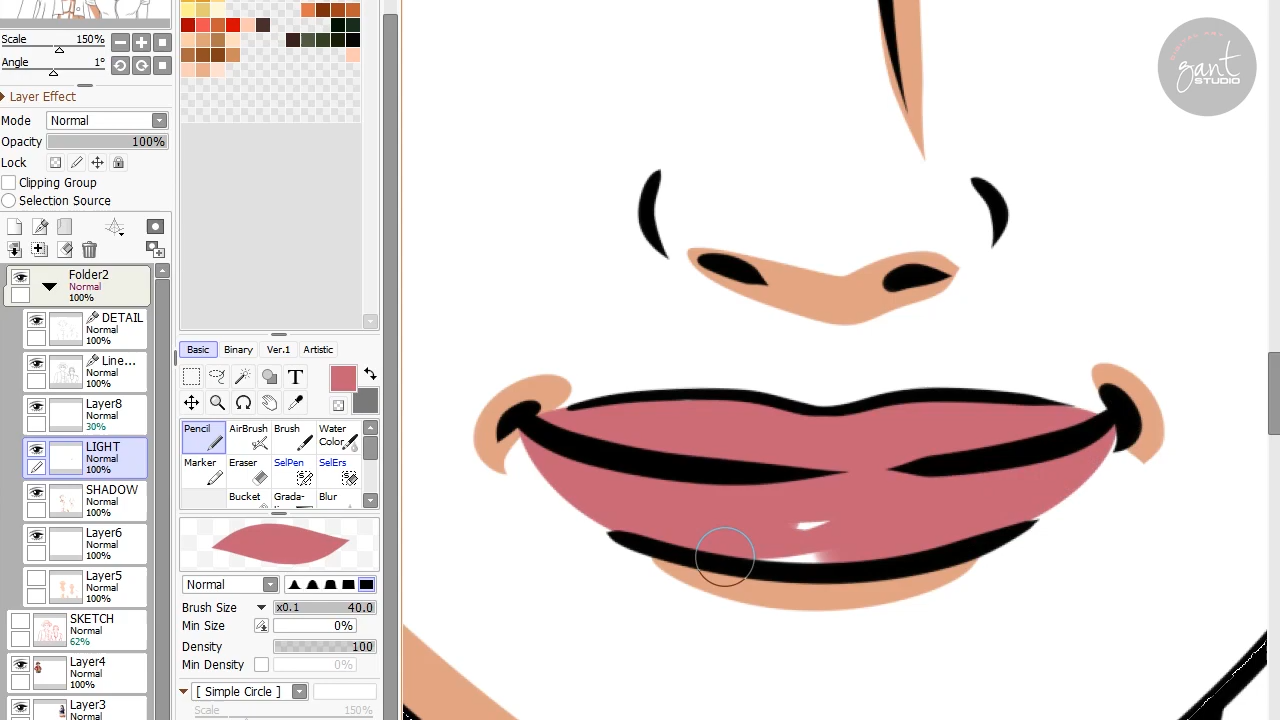 Scale 150%
Angle 1°
Layer Effect
Mode Normal
Opacity 100%
Lock
Clipping Group
Selection Source
Folder2
Normal
100%
DETAIL
Normal
100%
Line...
Normal
100%
Layer8
30%
LIGHT
Normal
100%
SHADOW
Normal
100%
Layer6
Normal
100%
Layer5
Normal
100%
SKETCH
Normal
62%
Layer4
Normal
100%
Layer3
Normal
Basic Binary Ver.1 Artistic
T
Pencil AirBrush Brush Water Color
Marker Eraser SelPen SelErs
Bucket Grada- Blur
Normal
Brush Size x0.1 40.0
Min Size 0%
Density 100
Min Density 0%
[ Simple Circle ]
Scale 150%
DIGITAL ART
gant
STUDIO